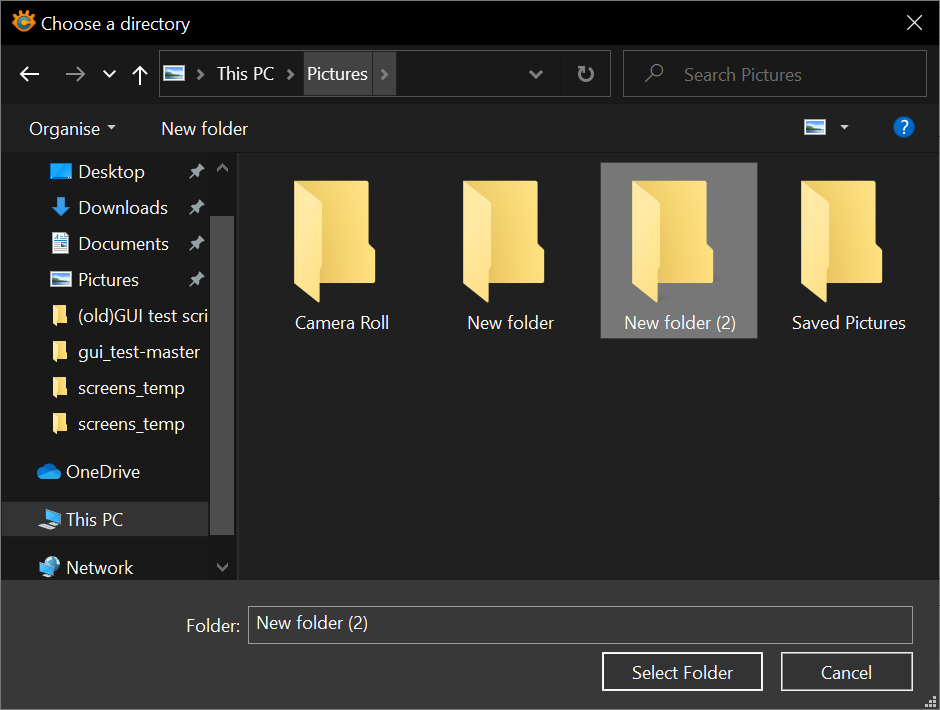 Choose a directory
This PC Pictures Search Pictures
Organise New folder ?
Desktop
Downloads
Documents
Pictures
(old)GUI test scri
gui_test-master
screens_temp
screens_temp
OneDrive
This PC
Network
Camera Roll New folder New folder (2) Saved Pictures
Folder: New folder (2)
Select Folder Cancel